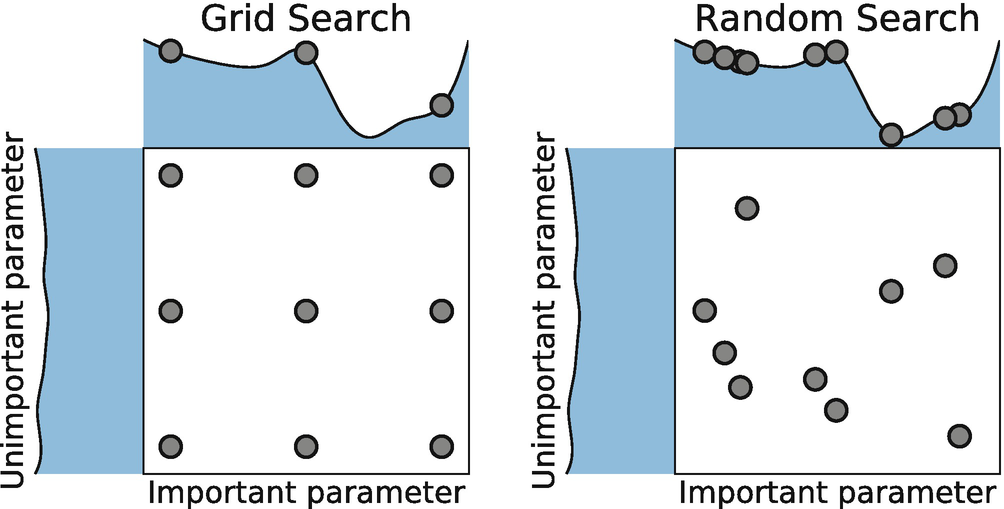 Grid Search
Unimportant parameter
Important parameter
Random Search
Unimportant parameter
Important parameter